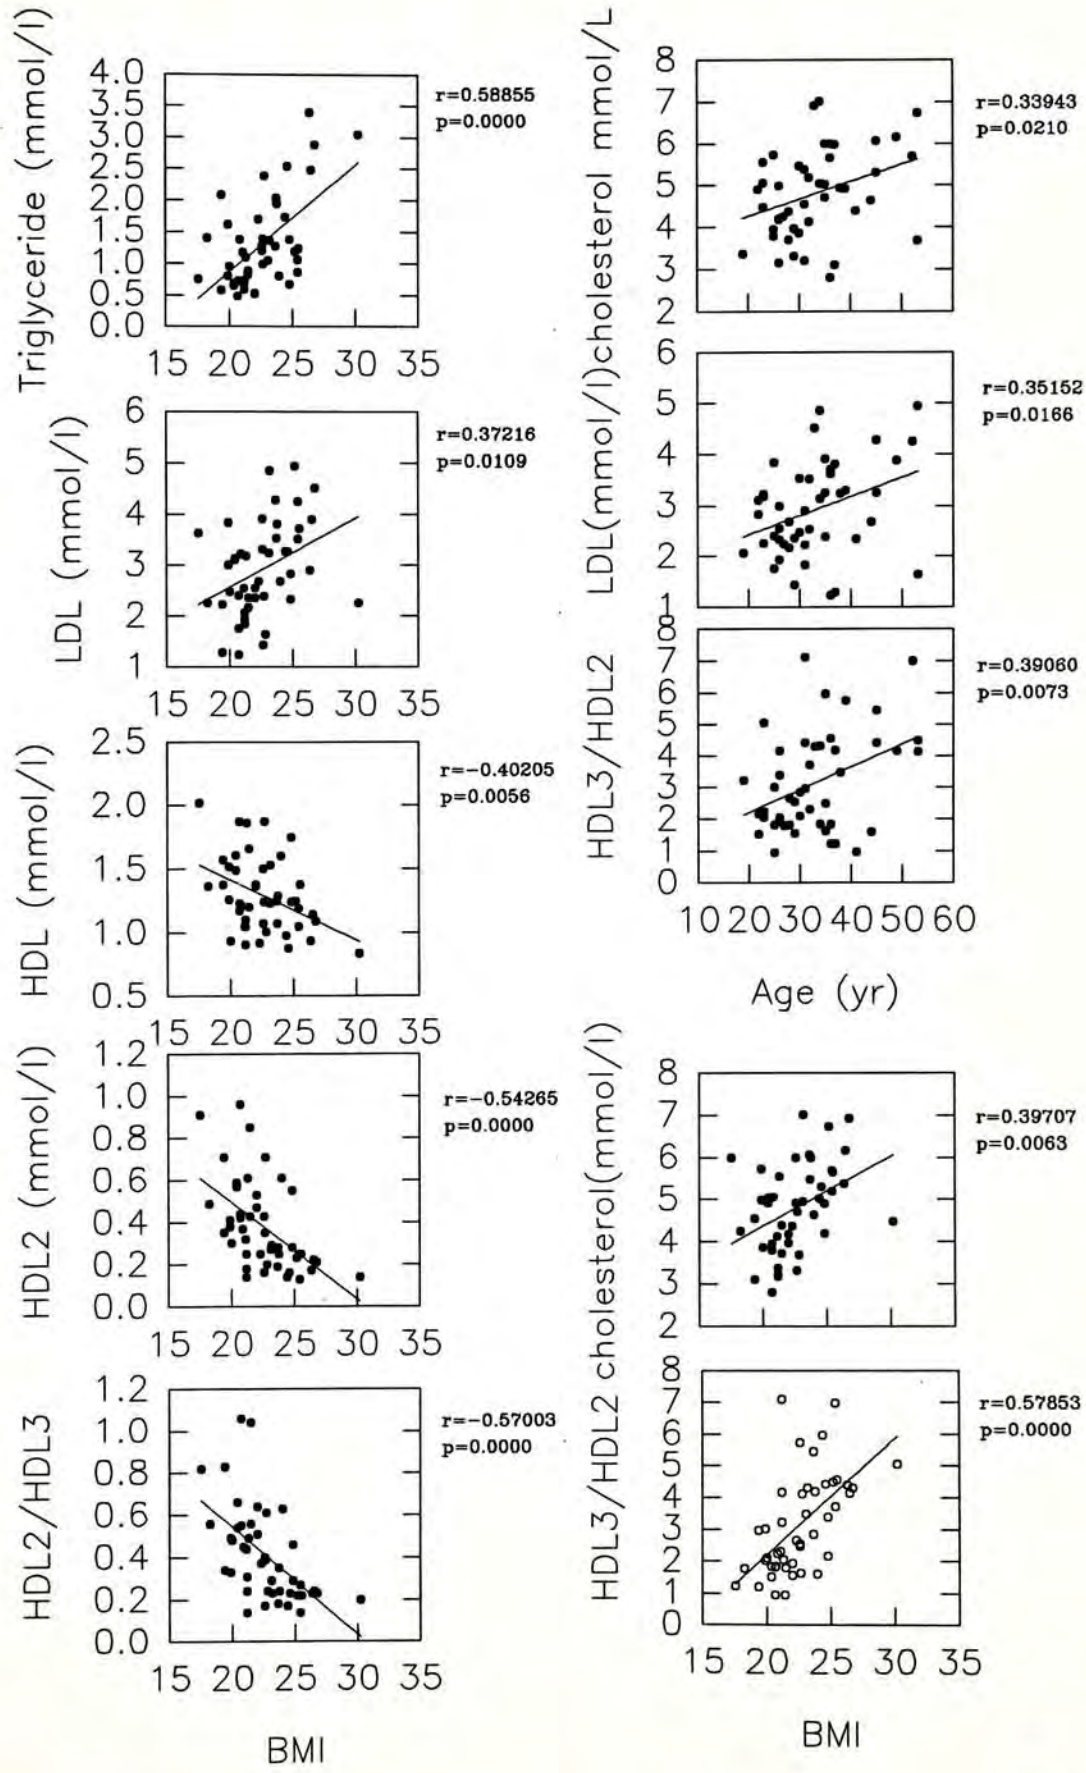 Triglyceride (mmol/l)
4.0
3.5
3.0
2.5
2.0
1.5
1.0
0.5
0.0
15 20 25 30 35
r=0.58855
p=0.0000
LDL (mmol/l)
6
5
4
3
2
1
15 20 25 30 35
r=0.37216
p=0.0109
HDL (mmol/l)
2.5
2.0
1.5
1.0
0.5
15 20 25 30 35
r=-0.40205
p=0.0056
HDL2 (mmol/l)
1.2
1.0
0.8
0.6
0.4
0.2
0.0
15 20 25 30 35
r=-0.54265
p=0.0000
HDL2/HDL3
1.2
1.0
0.8
0.6
0.4
0.2
0.0
15 20 25 30 35
r=-0.57003
p=0.0000
BMI
cholesterol mmol/L
8
7
6
5
4
3
2
r=0.33943
p=0.0210
LDL(mmol/l)
6
5
4
3
2
1
r=0.35152
p=0.0166
HDL3/HDL2
8
7
6
5
4
3
2
1
0
10 20 30 40 50 60
r=0.39060
p=0.0073
Age (yr)
cholesterol(mmol/l)
8
7
6
5
4
3
2
r=0.39707
p=0.0063
HDL3/HDL2
8
7
6
5
4
3
2
1
0
15 20 25 30 35
r=0.57853
p=0.0000
BMI